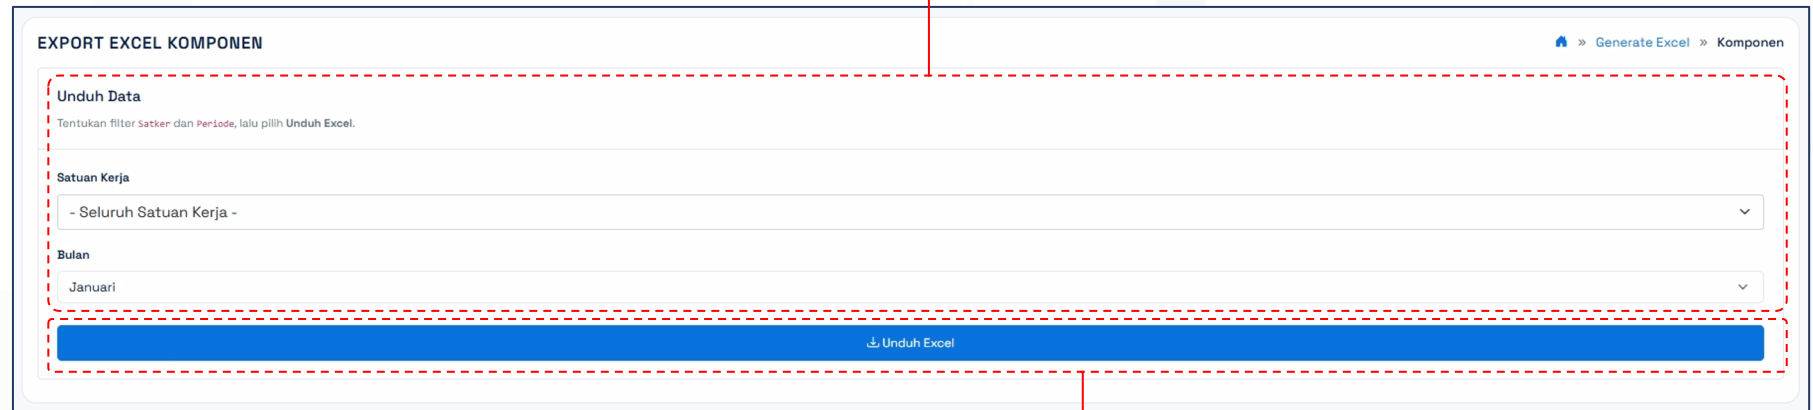 EXPORT EXCEL KOMPONEN
» Generate Excel » Komponen
Unduh Data
Tentukan filter Satker dan Periode, lalu pilih Unduh Excel.
Satuan Kerja
- Seluruh Satuan Kerja -
Bulan
Januari
Unduh Excel